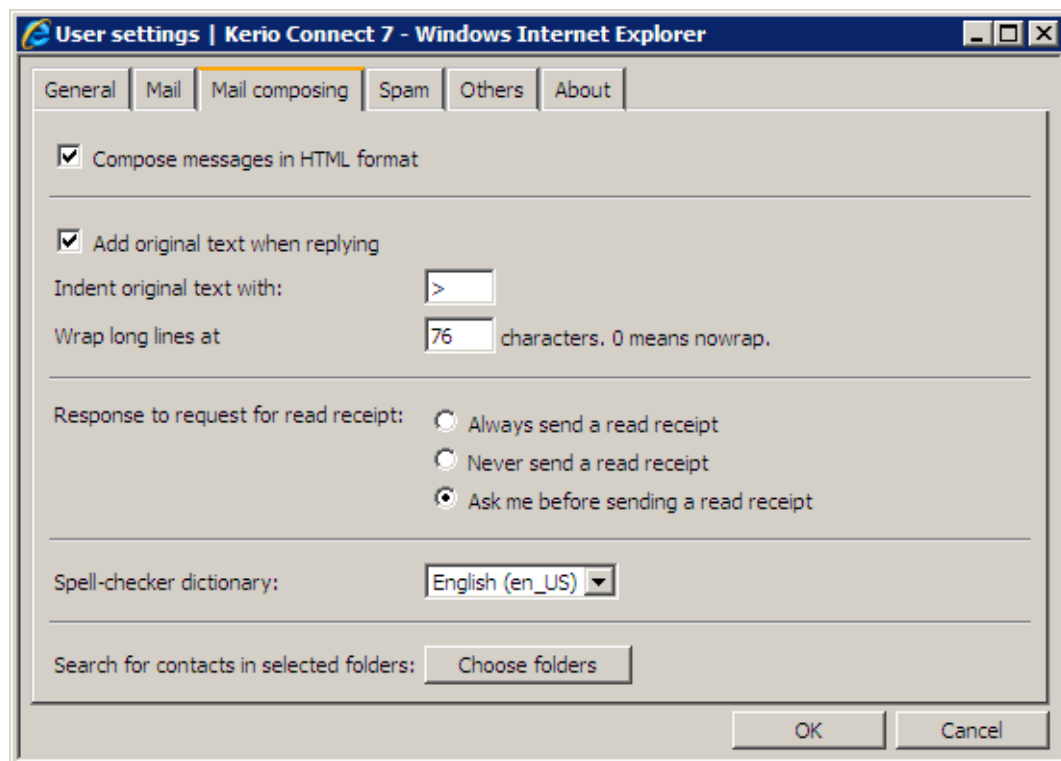 User settings | Kerio Connect 7 - Windows Internet Explorer
General Mail Mail composing Spam Others About
Compose messages in HTML format
Add original text when replying
Indent original text with: >
Wrap long lines at 76 characters. 0 means nowrap.
Response to request for read receipt: Always send a read receipt
Never send a read receipt
Ask me before sending a read receipt
Spell-checker dictionary: English (en_US)
Search for contacts in selected folders: Choose folders
OK Cancel